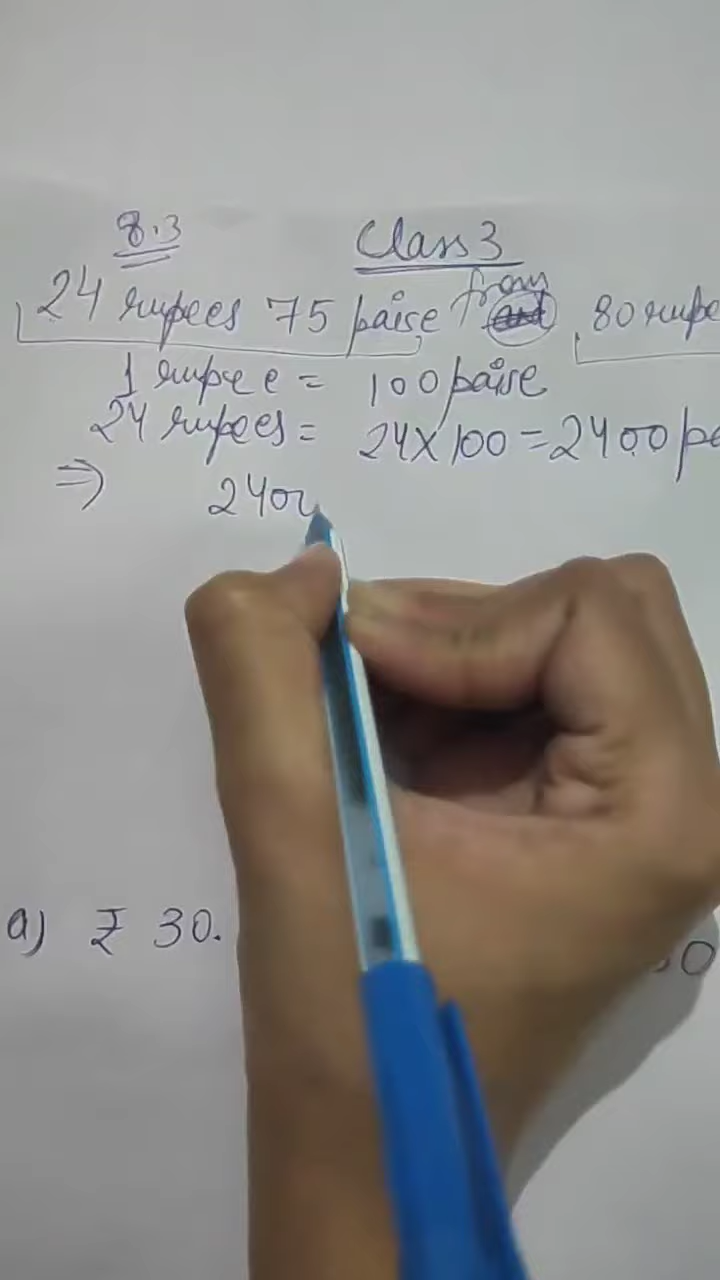 8.3 Class 3
24 rupees 75 paise from 80 rupe
1 rupee = 100 paise
24 rupees = 24×100 = 2400 pa
⇒ 240
a) ₹ 30. 0